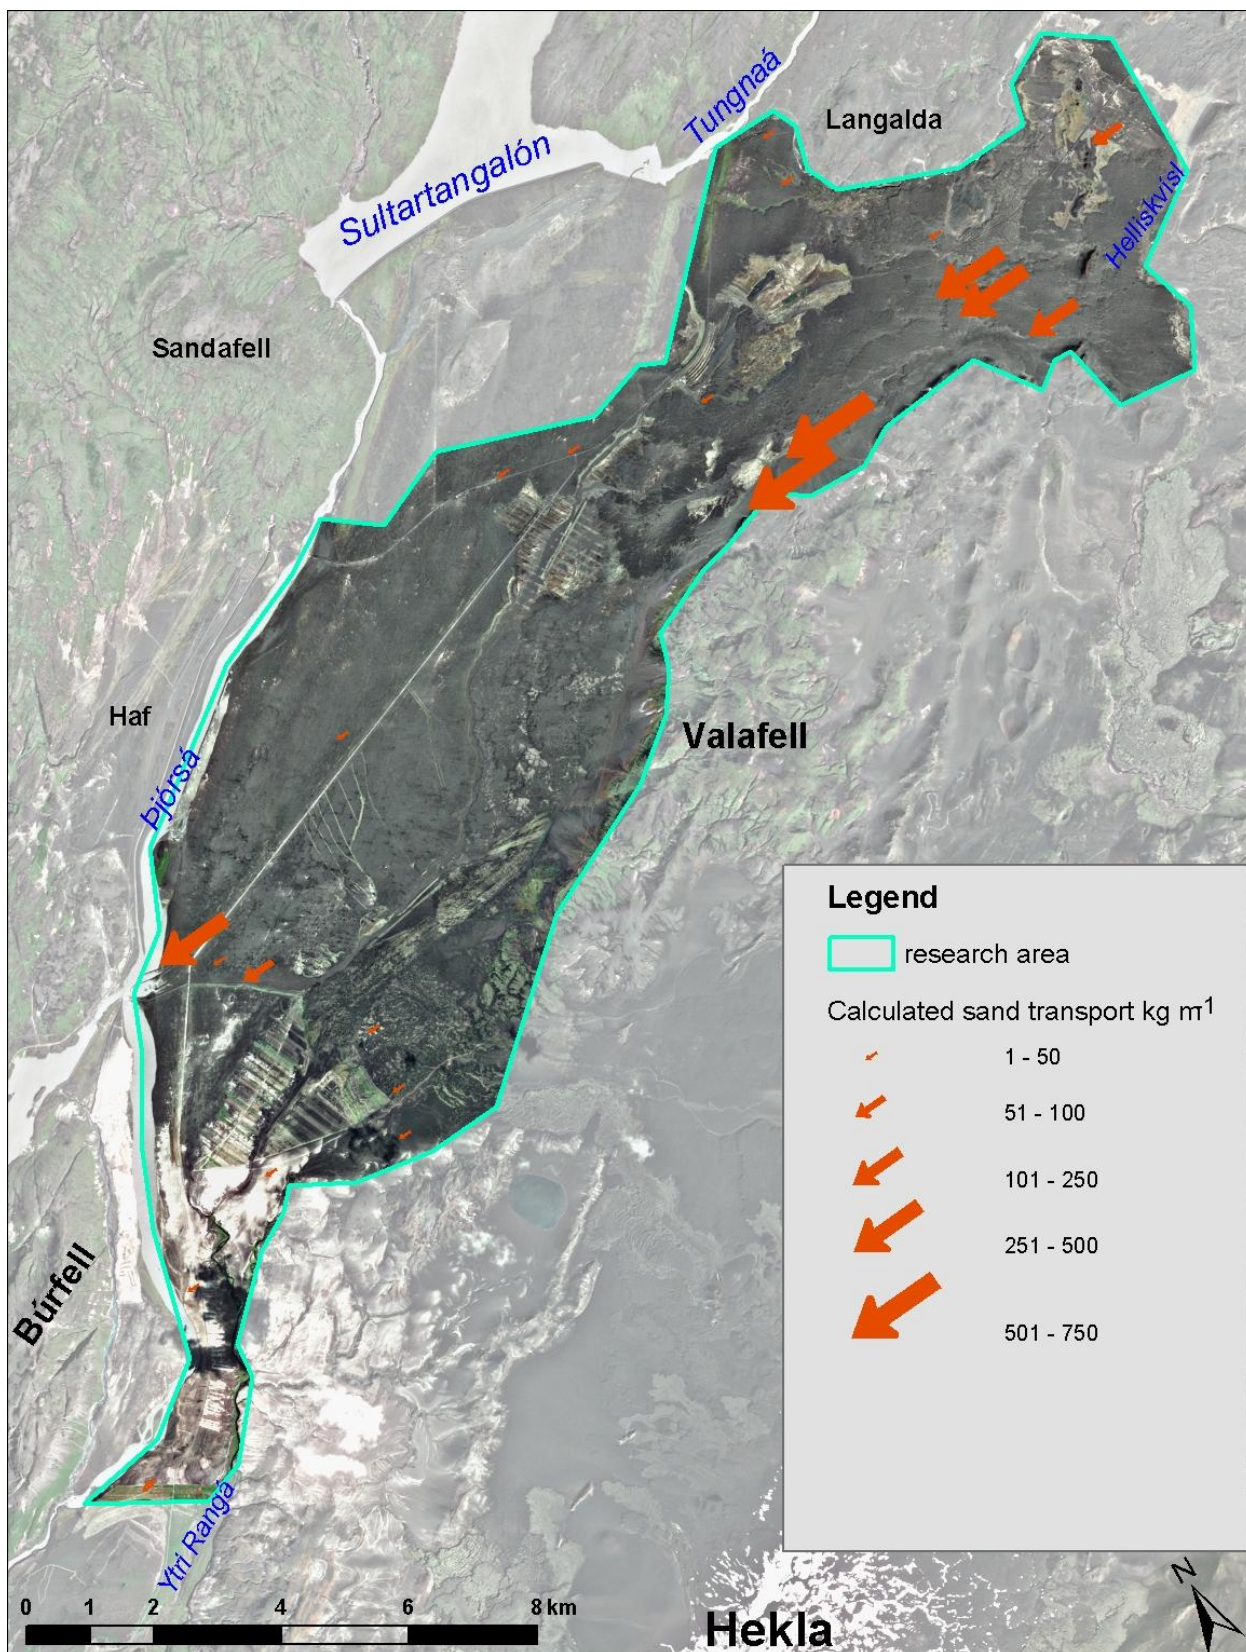 Tungnaá
Langalda
Sultartangalón
Helliskvísl
Sandafell
Haf
Þjórsá
Valafell
Legend
research area
Calculated sand transport kg m1
1 - 50
51 - 100
101 - 250
251 - 500
501 - 750
Búrfell
Ytri Rangá
N
0 1 2 4 6 8 km
Hekla